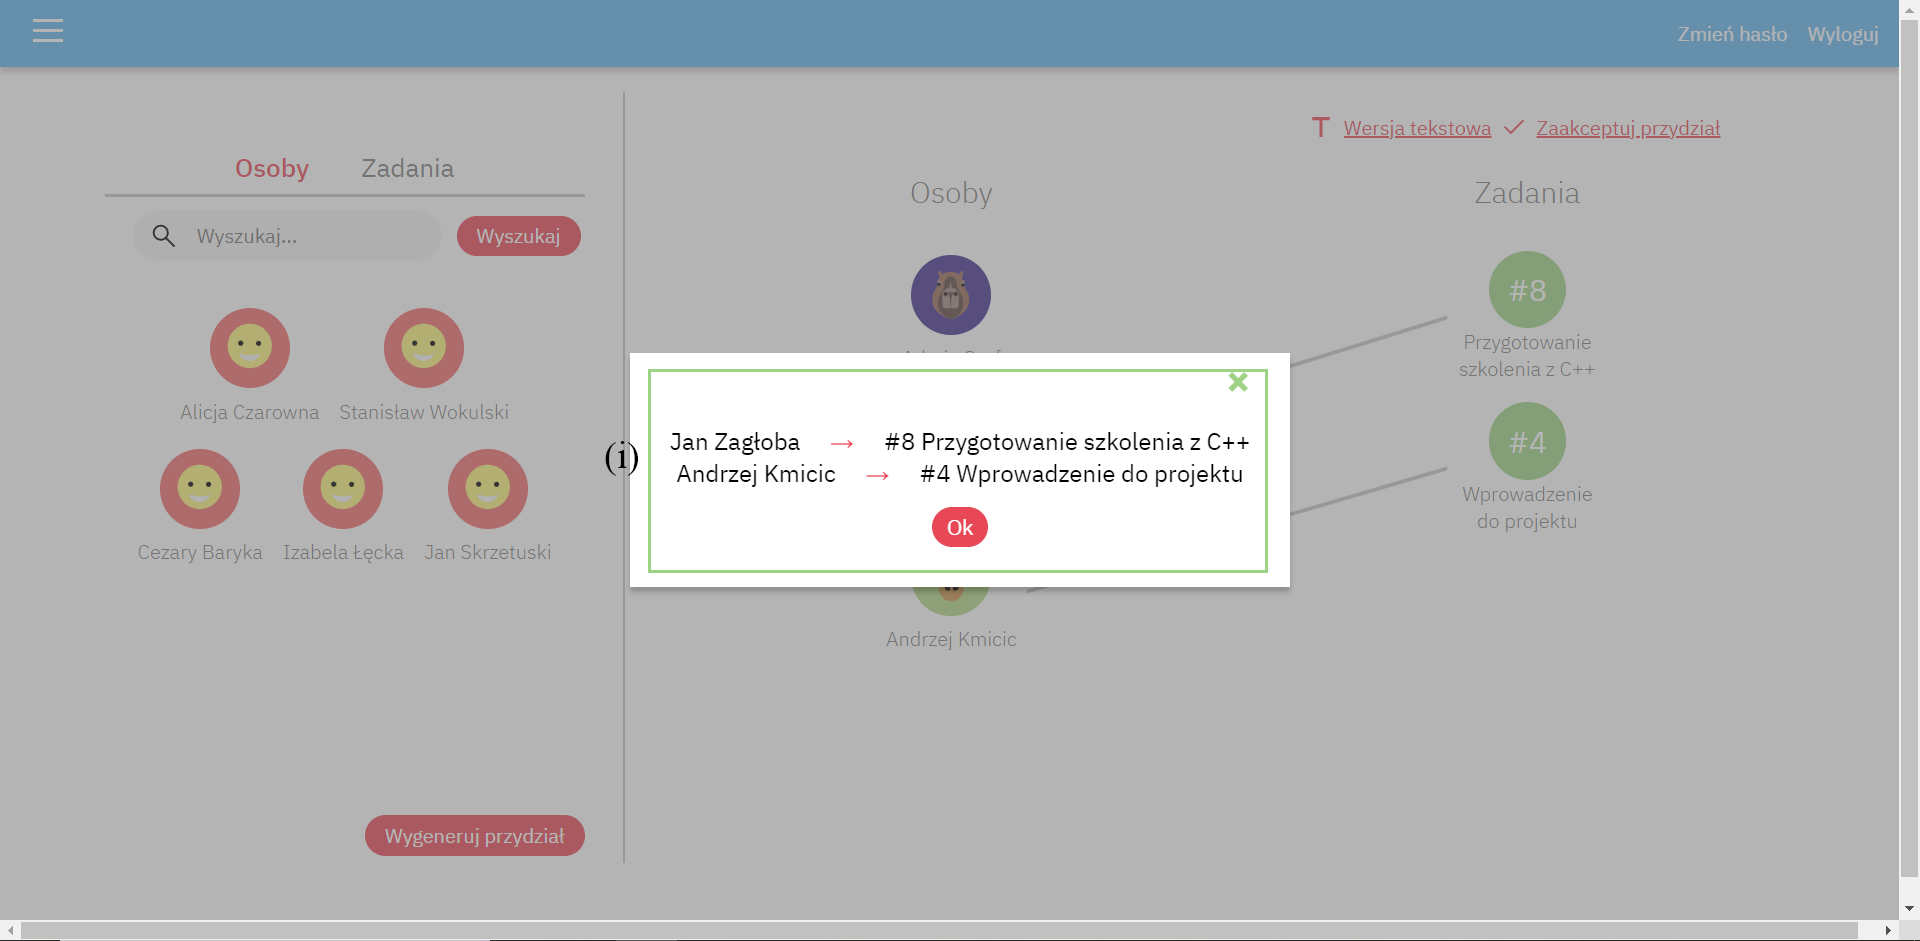 Zmień hasło Wyloguj
Wersja tekstowa Zaakceptuj przydział
Osoby Zadania
Wyszukaj... Wyszukaj
Alicja Czarowna Stanisław Wokulski
Cezary Baryka Izabela Łęcka Jan Skrzetuski
Wygeneruj przydział
Osoby Zadania
#8
Przygotowanie
szkolenia z C++
#4
Wprowadzenie
do projektu
Andrzej Kmicic
(i)
Jan Zagłoba → #8 Przygotowanie szkolenia z C++
Andrzej Kmicic → #4 Wprowadzenie do projektu
Ok